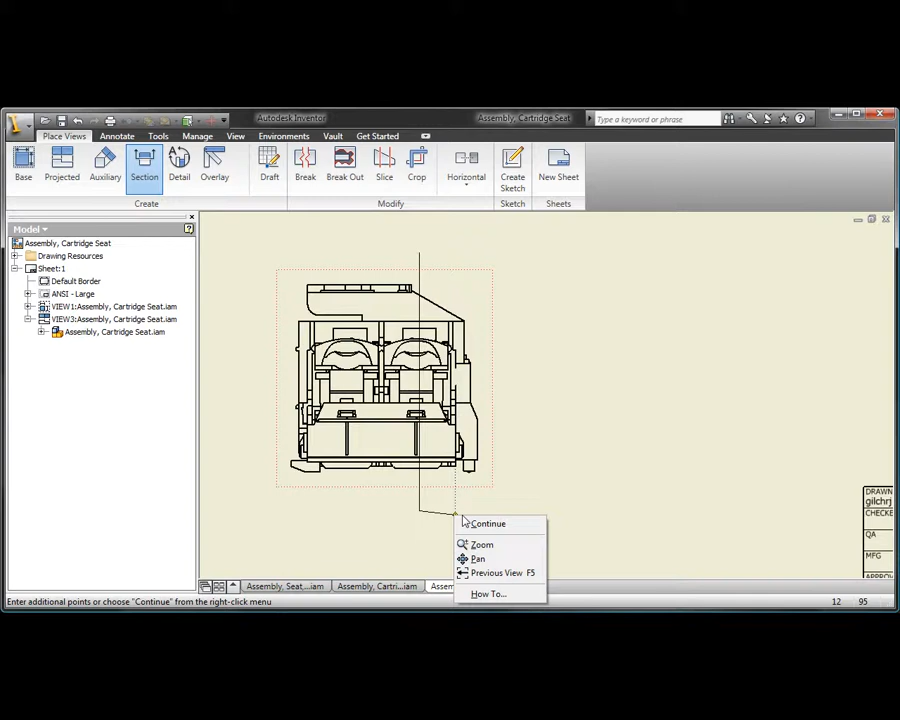 Autodesk Inventor
Assembly, Cartridge Seat
Type a keyword or phrase
Place Views Annotate Tools Manage View Environments Vault Get Started
Base Projected Auxiliary Section Detail Overlay Draft Break Break Out Slice Crop Horizontal Create Sketch New Sheet
Create Modify Sketch Sheets
Model
Assembly, Cartridge Seat
Drawing Resources
Sheet:1
Default Border
ANSI - Large
VIEW1:Assembly, Cartridge Seat.iam
VIEW3:Assembly, Cartridge Seat.iam
Assembly, Cartridge Seat.iam
Continue
Zoom
Pan
Previous View F5
How To...
DRAWN
gilchrj
CHECKE
QA
MFG
Assembly, Seat,...iam Assembly, Cartri...iam Asse
Enter additional points or choose "Continue" from the right-click menu
12 95